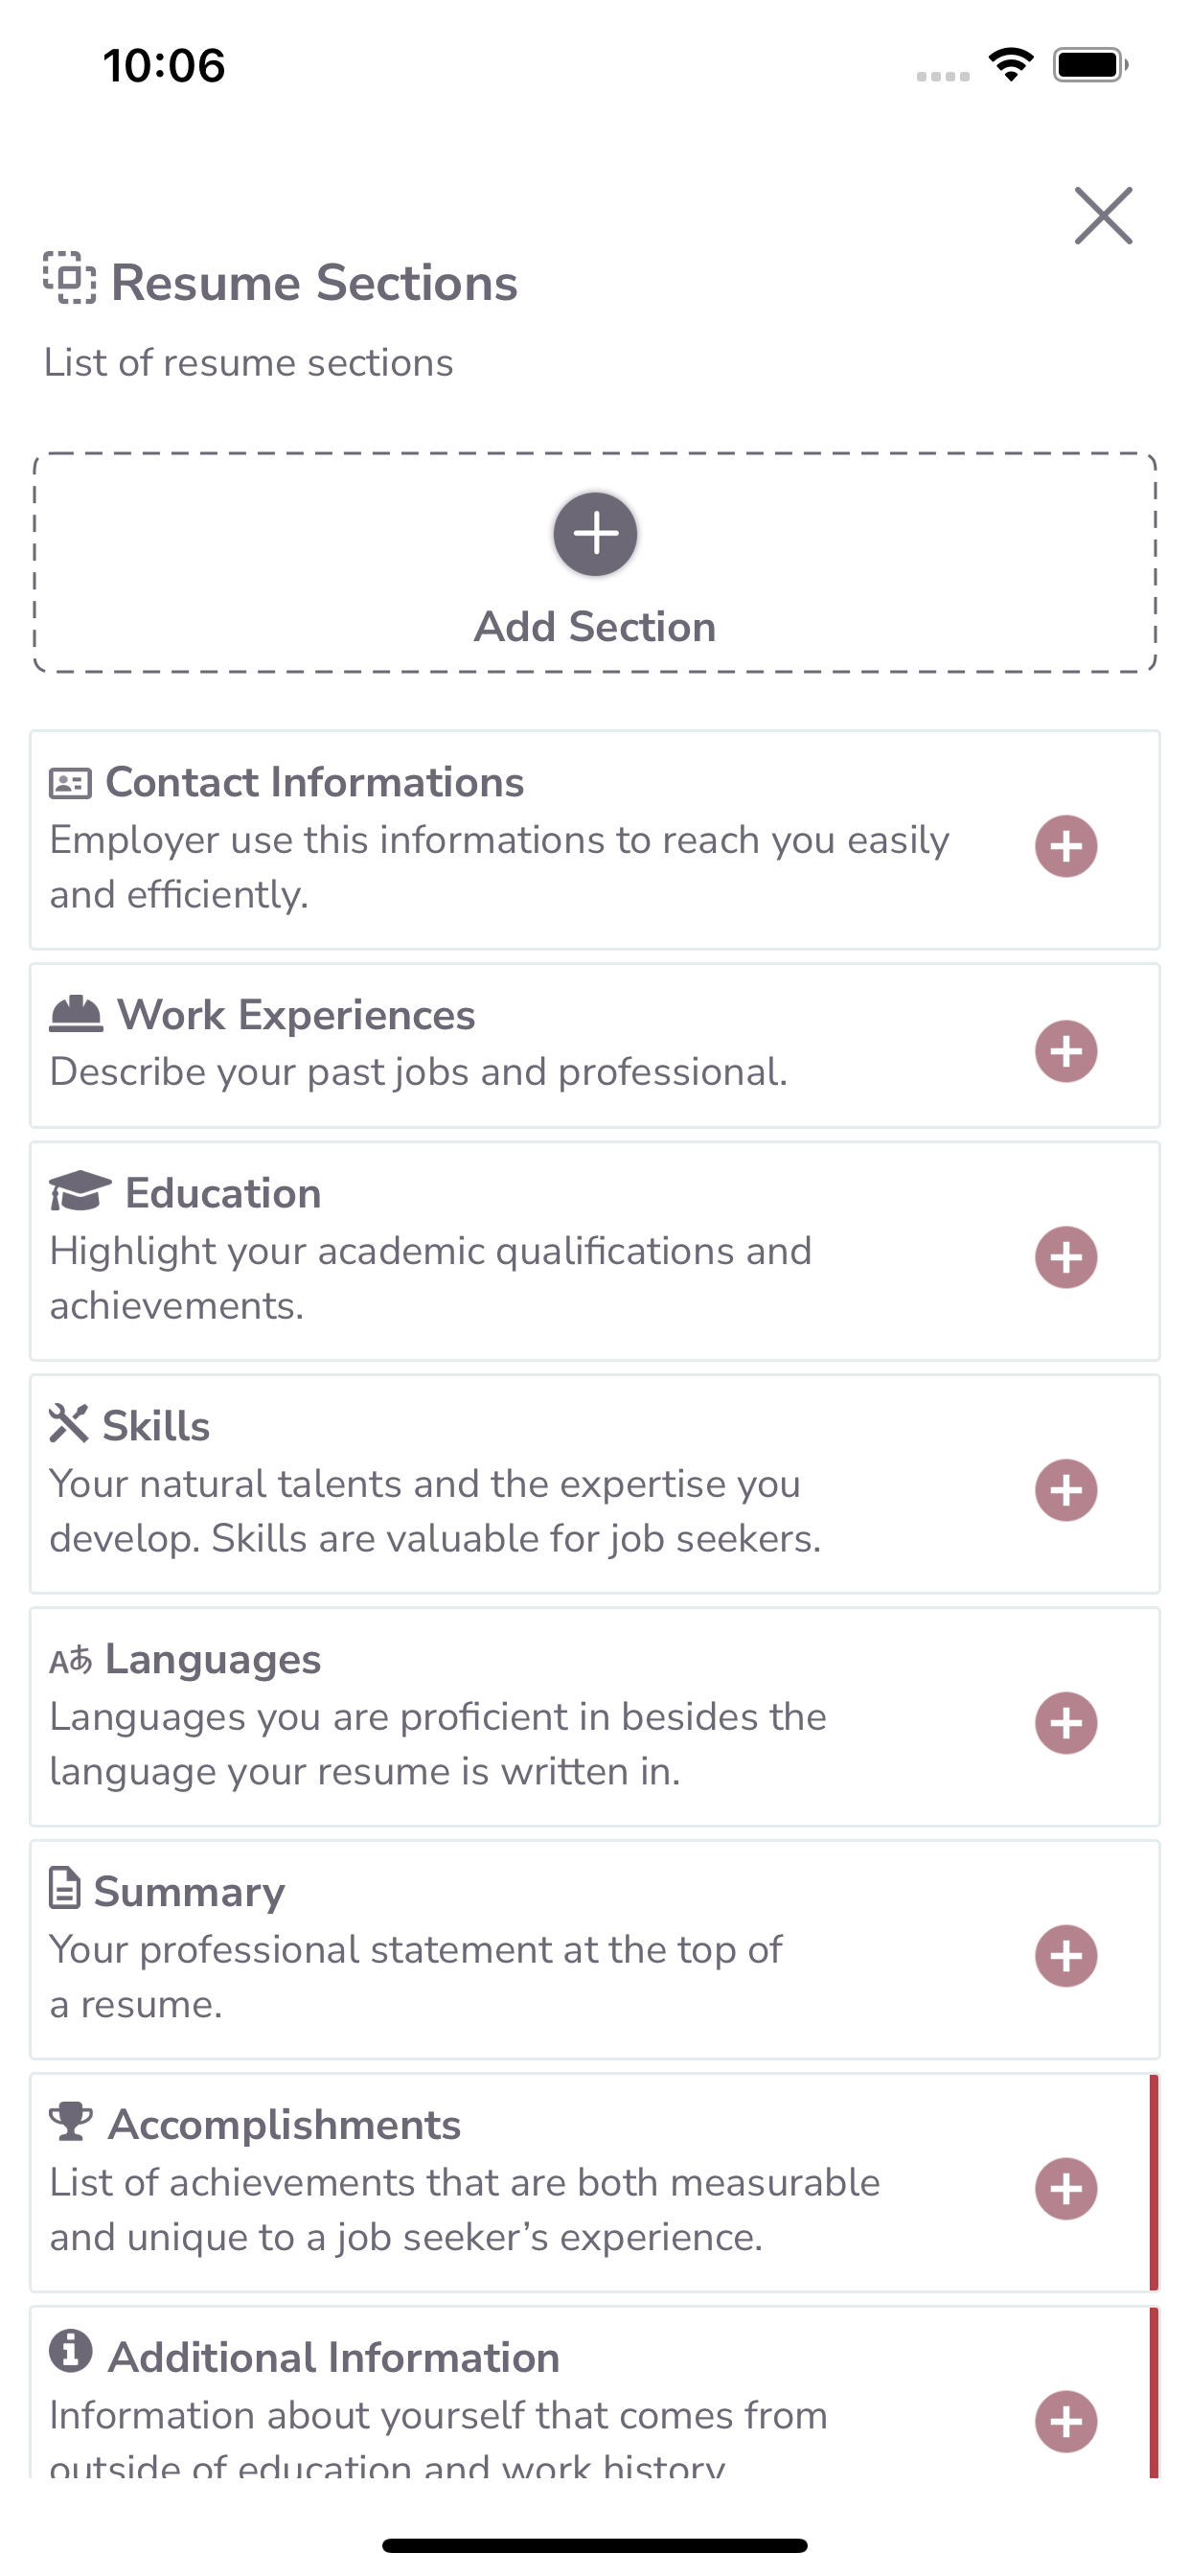 10:06
Resume Sections
List of resume sections
Add Section
Contact Informations
Employer use this informations to reach you easily
and efficiently.
Work Experiences
Describe your past jobs and professional.
Education
Highlight your academic qualifications and
achievements.
Skills
Your natural talents and the expertise you
develop. Skills are valuable for job seekers.
Aあ Languages
Languages you are proficient in besides the
language your resume is written in.
Summary
Your professional statement at the top of
a resume.
Accomplishments
List of achievements that are both measurable
and unique to a job seeker’s experience.
Additional Information
Information about yourself that comes from
outside of education and work history